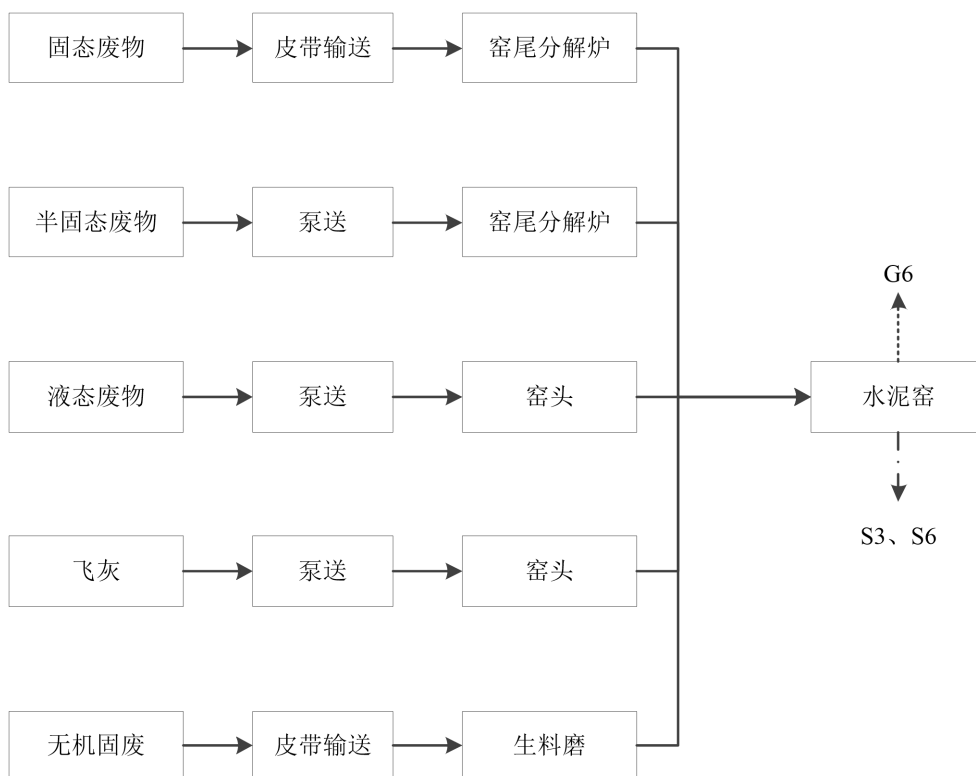 固态废物 皮带输送 窑尾分解炉
半固态废物 泵送 窑尾分解炉
G6
液态废物 泵送 窑头 水泥窑
S3、S6
飞灰 泵送 窑头
无机固废 皮带输送 生料磨